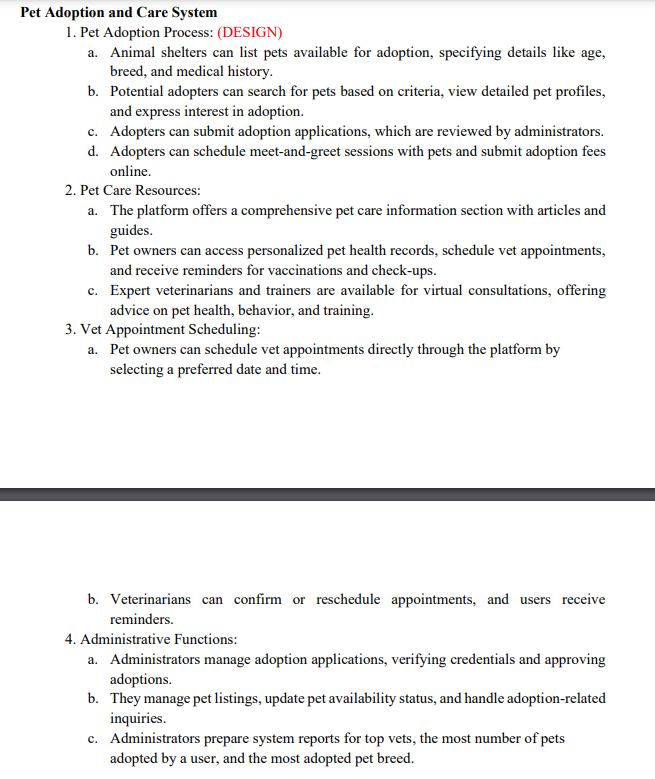 Pet Adoption and Care System
1. Pet Adoption Process: (DESIGN)
a. Animal shelters can list pets available for adoption, specifying details like age,
breed, and medical history.
b. Potential adopters can search for pets based on criteria, view detailed pet profiles,
and express interest in adoption.
c. Adopters can submit adoption applications, which are reviewed by administrators.
d. Adopters can schedule meet-and-greet sessions with pets and submit adoption fees
online.
2. Pet Care Resources:
a. The platform offers a comprehensive pet care information section with articles and
guides.
b. Pet owners can access personalized pet health records, schedule vet appointments,
and receive reminders for vaccinations and check-ups.
c. Expert veterinarians and trainers are available for virtual consultations, offering
advice on pet health, behavior, and training.
3. Vet Appointment Scheduling:
a. Pet owners can schedule vet appointments directly through the platform by
selecting a preferred date and time.
b. Veterinarians can confirm or reschedule appointments, and users receive
reminders.
4. Administrative Functions:
a. Administrators manage adoption applications, verifying credentials and approving
adoptions.
b. They manage pet listings, update pet availability status, and handle adoption-related
inquiries.
c. Administrators prepare system reports for top vets, the most number of pets
adopted by a user, and the most adopted pet breed.